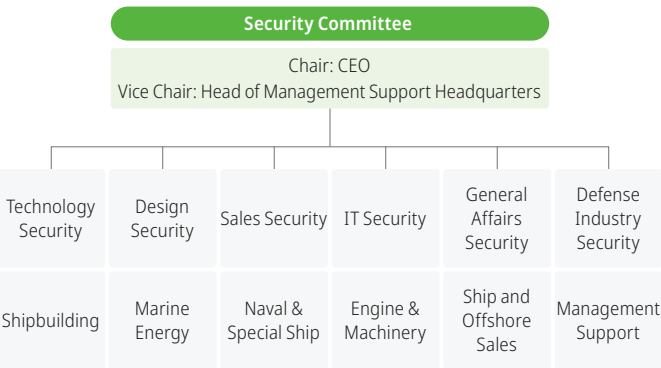 Security Committee
Chair: CEO
Vice Chair: Head of Management Support Headquarters
Technology
Security
Design
Security
Sales Security
IT Security
General
Affairs
Security
Defense
Industry
Security
Shipbuilding
Marine
Energy
Naval &
Special Ship
Engine &
Machinery
Ship and
Offshore
Sales
Management
Support